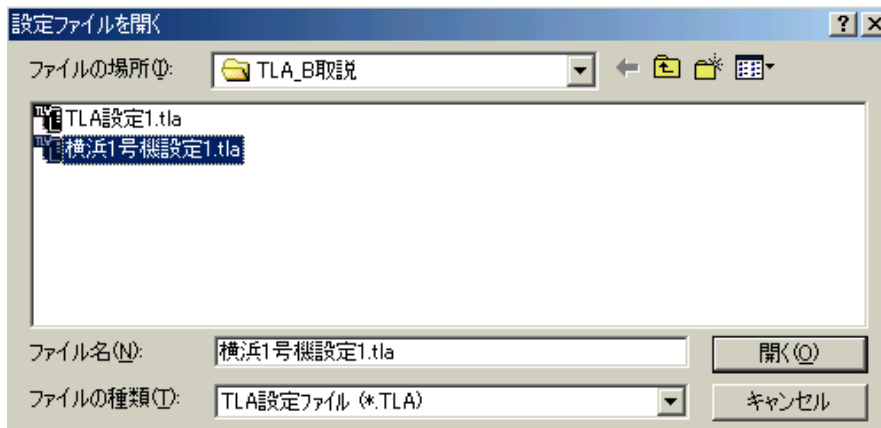 設定ファイルを開く
ファイルの場所(I): TLA_B取説
TLA設定1.tla
横浜1号機設定1.tla
ファイル名(N): 横浜1号機設定1.tla 開く(O)
ファイルの種類(T): TLA設定ファイル (*.TLA) キャンセル